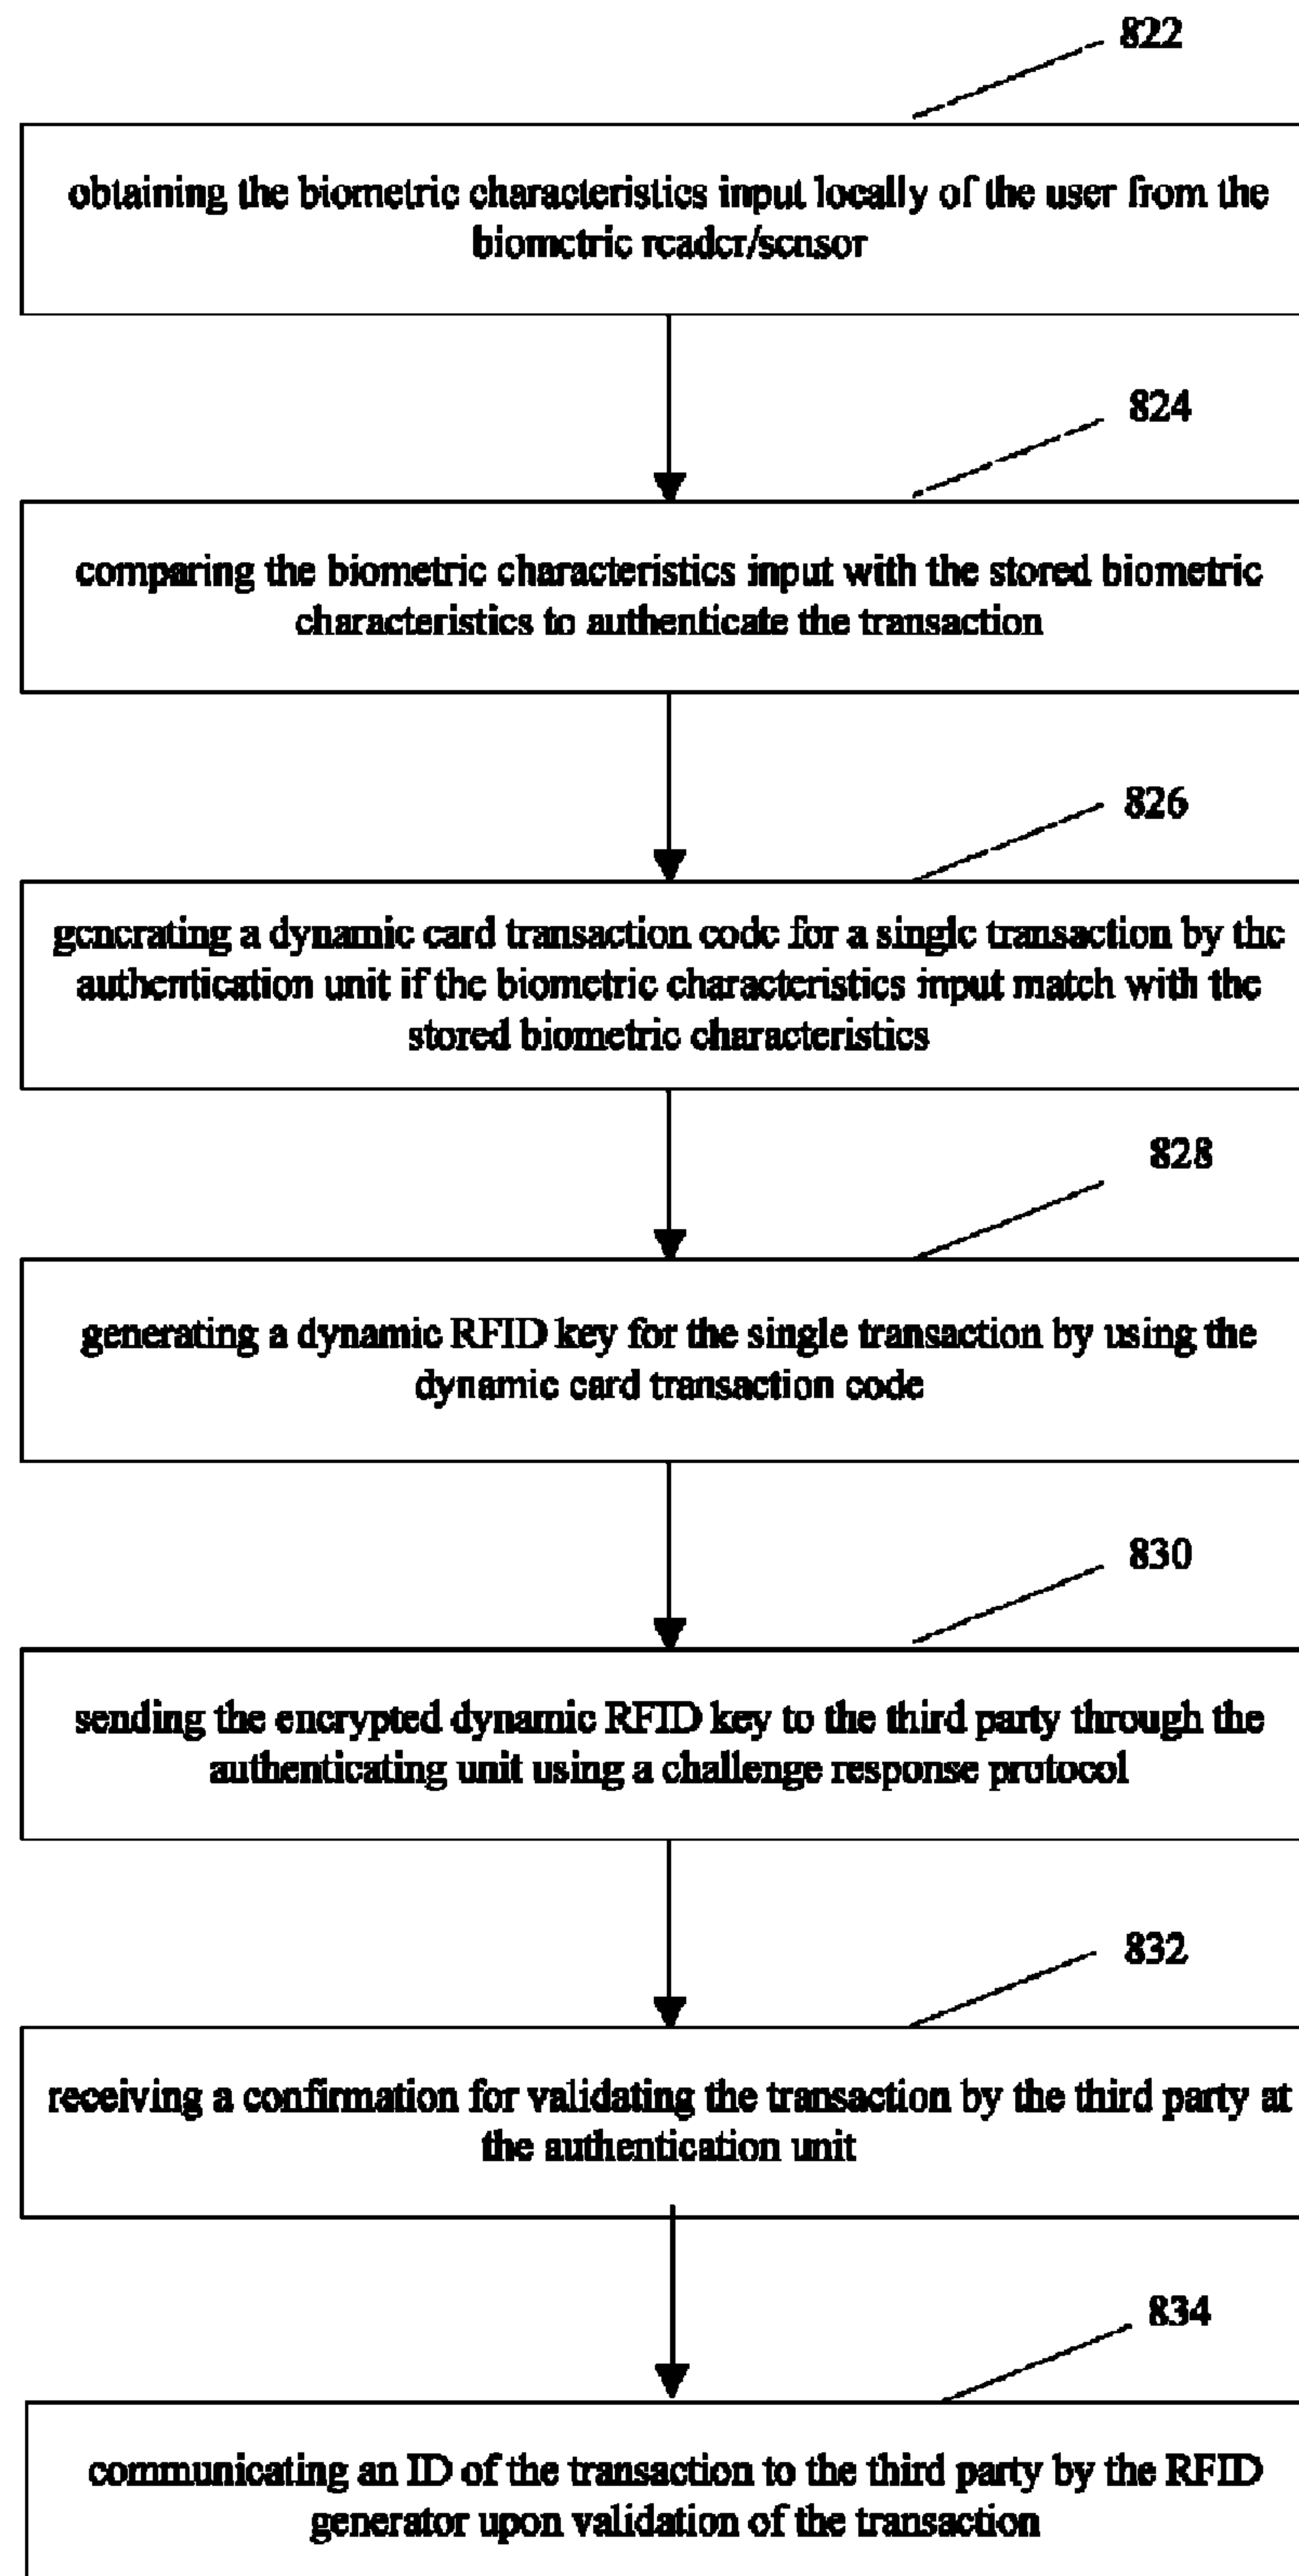 822
obtaining the biometric characteristics input locally of the user from the
biometric reader/sensor
824
comparing the biometric characteristics input with the stored biometric
characteristics to authenticate the transaction
826
generating a dynamic card transaction code for a single transaction by the
authentication unit if the biometric characteristics input match with the
stored biometric characteristics
828
generating a dynamic RFID key for the single transaction by using the
dynamic card transaction code
830
sending the encrypted dynamic RFID key to the third party through the
authenticating unit using a challenge response protocol
832
receiving a confirmation for validating the transaction by the third party at
the authentication unit
834
communicating an ID of the transaction to the third party by the RFID
generator upon validation of the transaction